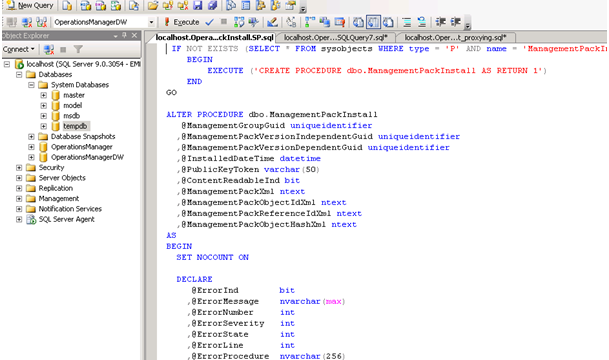 New Query
OperationsManagerDW
Execute
Object Explorer
Connect
localhost (SQL Server 9.0.3054 - EMI
Databases
System Databases
master
model
msdb
tempdb
Database Snapshots
OperationsManager
OperationsManagerDW
Security
Server Objects
Replication
Management
Notification Services
SQL Server Agent
localhost.Opera...ckInstall.SP.sql
localhost.Oper...SQLQuery7.sql*
localhost.Oper...t_proxying.sql*
IF NOT EXISTS (SELECT * FROM sysobjects WHERE type = 'P' AND name = 'ManagementPackI
BEGIN
EXECUTE ('CREATE PROCEDURE dbo.ManagementPackInstall AS RETURN 1')
END
GO
ALTER PROCEDURE dbo.ManagementPackInstall
@ManagementGroupGuid uniqueidentifier
,@ManagementPackVersionIndependentGuid uniqueidentifier
,@ManagementPackVersionDependentGuid uniqueidentifier
,@InstalledDateTime datetime
,@PublicKeyToken varchar(50)
,@ContentReadableInd bit
,@ManagementPackXml ntext
,@ManagementPackObjectIdXml ntext
,@ManagementPackReferenceIdXml ntext
,@ManagementPackObjectHashXml ntext
AS
BEGIN
SET NOCOUNT ON
DECLARE
@ErrorInd bit
,@ErrorMessage nvarchar(max)
,@ErrorNumber int
,@ErrorSeverity int
,@ErrorState int
,@ErrorLine int
,@ErrorProcedure nvarchar(256)